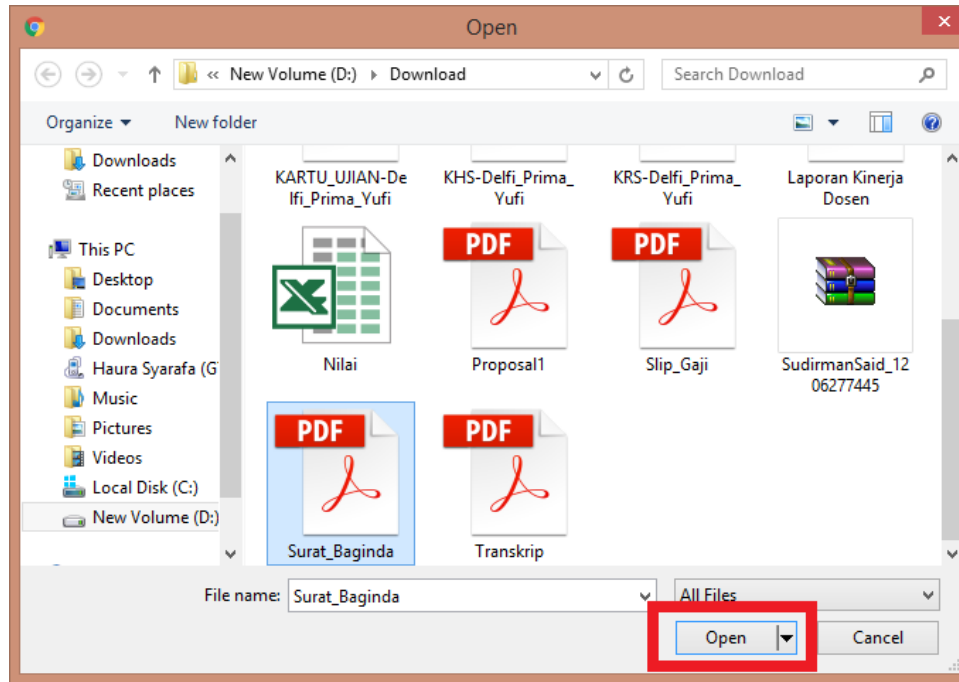 Open
« New Volume (D:) Download
Search Download
Organize
New folder
Downloads
Recent places
This PC
Desktop
Documents
Downloads
Haura Syarafa (G
Music
Pictures
Videos
Local Disk (C:)
New Volume (D:)
KARTU_UJIAN-De
lfi_Prima_Yufi
KHS-Delfi_Prima_
Yufi
KRS-Delfi_Prima_
Yufi
Laporan Kinerja
Dosen
PDF
PDF
Nilai
Proposal1
Slip_Gaji
SudirmanSaid_12
06277445
PDF
PDF
Surat_Baginda
Transkrip
File name:
Surat_Baginda
All Files
Open
Cancel